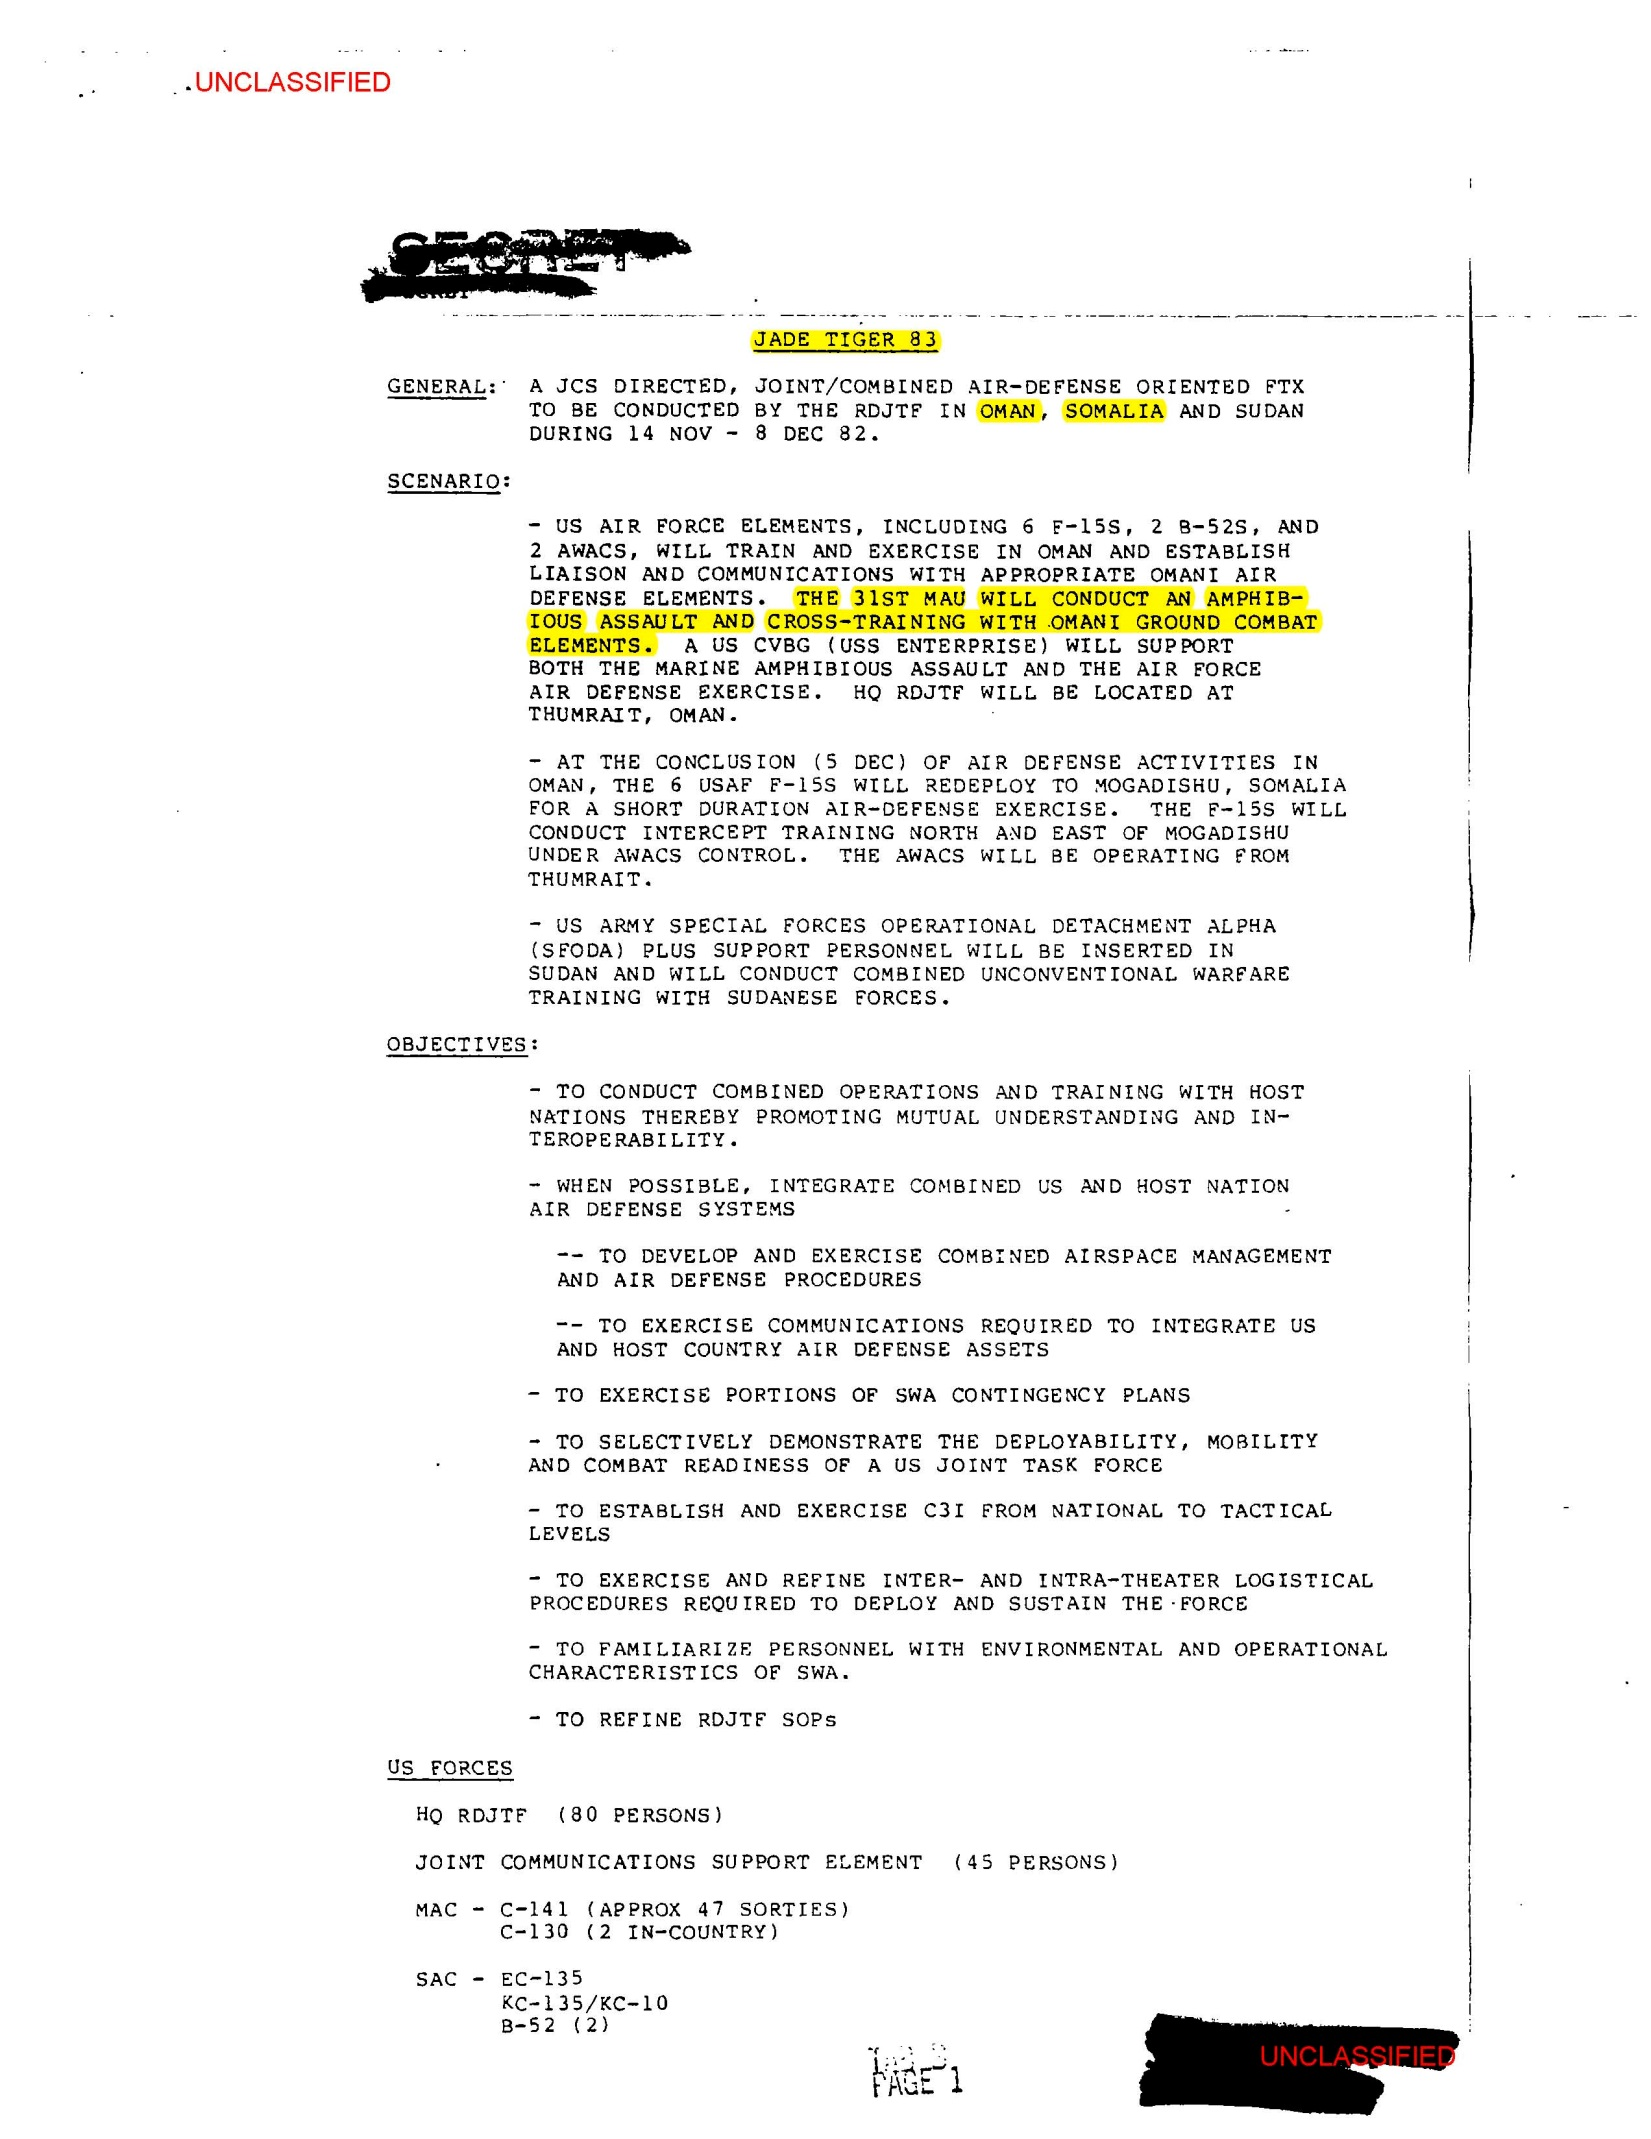 UNCLASSIFIED
SECRET
JADE TIGER 83
GENERAL: A JCS DIRECTED, JOINT/COMBINED AIR-DEFENSE ORIENTED FTX
TO BE CONDUCTED BY THE RDJTF IN OMAN, SOMALIA AND SUDAN
DURING 14 NOV - 8 DEC 82.
SCENARIO:
- US AIR FORCE ELEMENTS, INCLUDING 6 F-15S, 2 B-52S, AND
2 AWACS, WILL TRAIN AND EXERCISE IN OMAN AND ESTABLISH
LIAISON AND COMMUNICATIONS WITH APPROPRIATE OMANI AIR
DEFENSE ELEMENTS. THE 31ST MAU WILL CONDUCT AN AMPHIB-
IOUS ASSAULT AND CROSS-TRAINING WITH OMANI GROUND COMBAT
ELEMENTS. A US CVBG (USS ENTERPRISE) WILL SUPPORT
BOTH THE MARINE AMPHIBIOUS ASSAULT AND THE AIR FORCE
AIR DEFENSE EXERCISE. HQ RDJTF WILL BE LOCATED AT
THUMRAIT, OMAN.
- AT THE CONCLUSION (5 DEC) OF AIR DEFENSE ACTIVITIES IN
OMAN, THE 6 USAF F-15S WILL REDEPLOY TO MOGADISHU, SOMALIA
FOR A SHORT DURATION AIR-DEFENSE EXERCISE. THE F-15S WILL
CONDUCT INTERCEPT TRAINING NORTH AND EAST OF MOGADISHU
UNDER AWACS CONTROL. THE AWACS WILL BE OPERATING FROM
THUMRAIT.
- US ARMY SPECIAL FORCES OPERATIONAL DETACHMENT ALPHA
(SFODA) PLUS SUPPORT PERSONNEL WILL BE INSERTED IN
SUDAN AND WILL CONDUCT COMBINED UNCONVENTIONAL WARFARE
TRAINING WITH SUDANESE FORCES.
OBJECTIVES:
- TO CONDUCT COMBINED OPERATIONS AND TRAINING WITH HOST
NATIONS THEREBY PROMOTING MUTUAL UNDERSTANDING AND IN-
TEROPERABILITY.
- WHEN POSSIBLE, INTEGRATE COMBINED US AND HOST NATION
AIR DEFENSE SYSTEMS
-- TO DEVELOP AND EXERCISE COMBINED AIRSPACE MANAGEMENT
AND AIR DEFENSE PROCEDURES
-- TO EXERCISE COMMUNICATIONS REQUIRED TO INTEGRATE US
AND HOST COUNTRY AIR DEFENSE ASSETS
- TO EXERCISE PORTIONS OF SWA CONTINGENCY PLANS
- TO SELECTIVELY DEMONSTRATE THE DEPLOYABILITY, MOBILITY
AND COMBAT READINESS OF A US JOINT TASK FORCE
- TO ESTABLISH AND EXERCISE C3I FROM NATIONAL TO TACTICAL
LEVELS
- TO EXERCISE AND REFINE INTER- AND INTRA-THEATER LOGISTICAL
PROCEDURES REQUIRED TO DEPLOY AND SUSTAIN THE FORCE
- TO FAMILIARIZE PERSONNEL WITH ENVIRONMENTAL AND OPERATIONAL
CHARACTERISTICS OF SWA.
- TO REFINE RDJTF SOPs
US FORCES
HQ RDJTF (80 PERSONS)
JOINT COMMUNICATIONS SUPPORT ELEMENT (45 PERSONS)
MAC - C-141 (APPROX 47 SORTIES)
C-130 (2 IN-COUNTRY)
SAC - EC-135
KC-135/KC-10
B-52 (2)
PAGE 1
UNCLASSIFIED